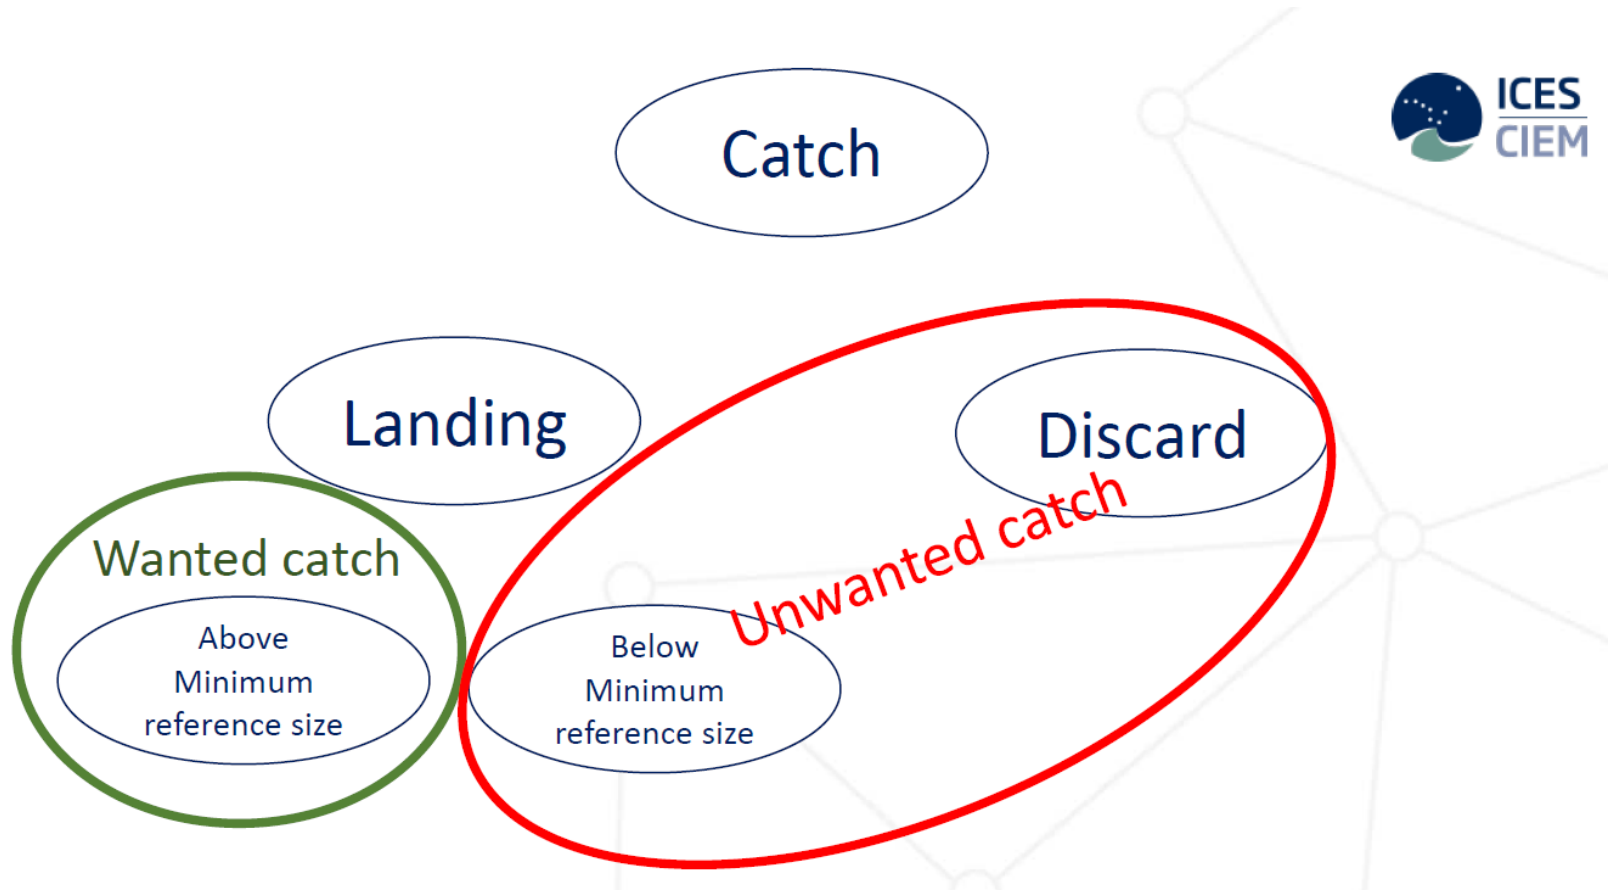 Catch
ICES
CIEM
Landing
Discard
Wanted catch
Unwanted catch
Above
Minimum
reference size
Below
Minimum
reference size